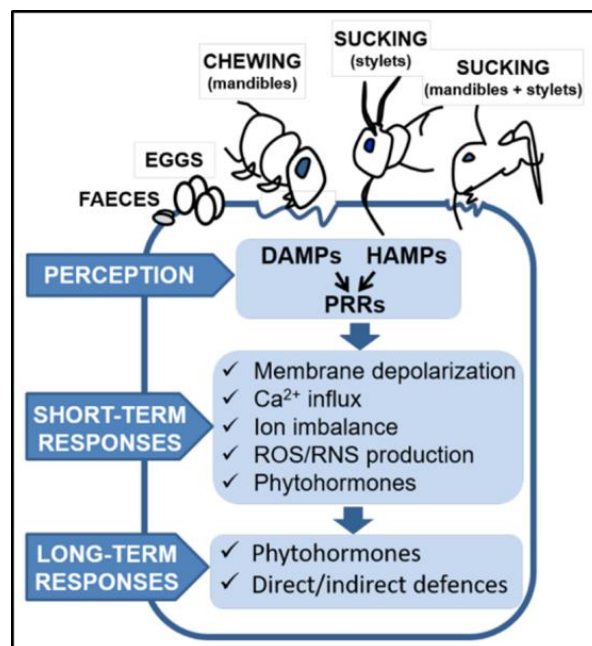 CHEWING
(mandibles)
SUCKING
(stylets)
SUCKING
(mandibles + stylets)
EGGS
FAECES
PERCEPTION
DAMPs HAMPs
PRRs
SHORT-TERM
RESPONSES
✓ Membrane depolarization
✓ Ca²⁺ influx
✓ Ion imbalance
✓ ROS/RNS production
✓ Phytohormones
LONG-TERM
RESPONSES
✓ Phytohormones
✓ Direct/indirect defences